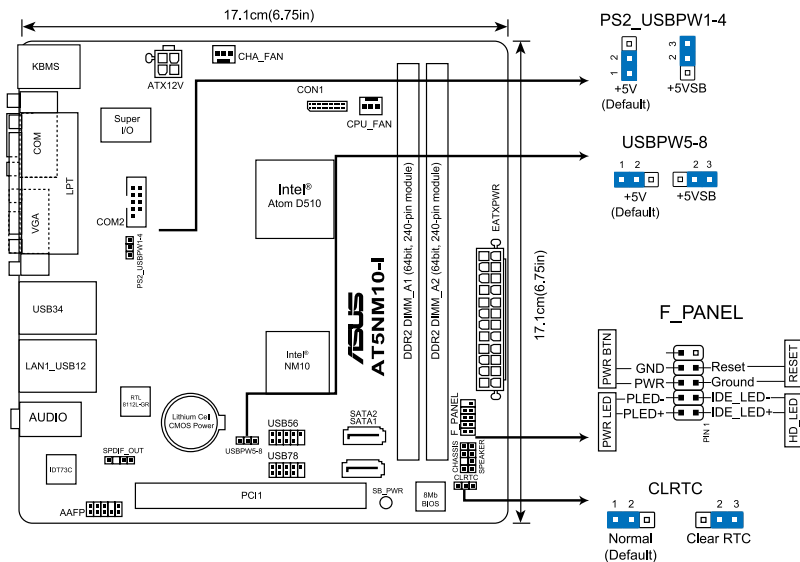 17.1cm(6.75in)
PS2_USBPW1-4
KBMS
ATX12V
CHA_FAN
CON1
CPU_FAN
Super
I/O
3
2
2
1
+5V
(Default)
+5VSB
USBPW5-8
1 2
2 3
+5V
(Default)
+5VSB
COM
LPT
VGA
COM2
PS2_USBPW1-4
Intel®
Atom D510
DDR2 DIMM_A1 (64bit, 240-pin module)
DDR2 DIMM_A2 (64bit, 240-pin module)
EATXPWR
17.1cm(6.75in)
ASUS
AT5NM10-I
USB34
LAN1_USB12
AUDIO
Intel®
NM10
RTL
8112L-GR
Lithium Cell
CMOS Power
SPDIF_OUT
IDT73C
AAFP
USBPW5-8
USB56
USB78
SATA2
SATA1
F_PANEL
CHASSIS
SPEAKER
CLRTC
PCI1
SB_PWR
8Mb
BIOS
F_PANEL
PWR BTN
GND
Reset
RESET
PWR
Ground
PWR LED
PLED-
IDE_LED-
HD_LED
PLED+
IDE_LED+
PIN 1
CLRTC
1 2
2 3
Normal
(Default)
Clear RTC